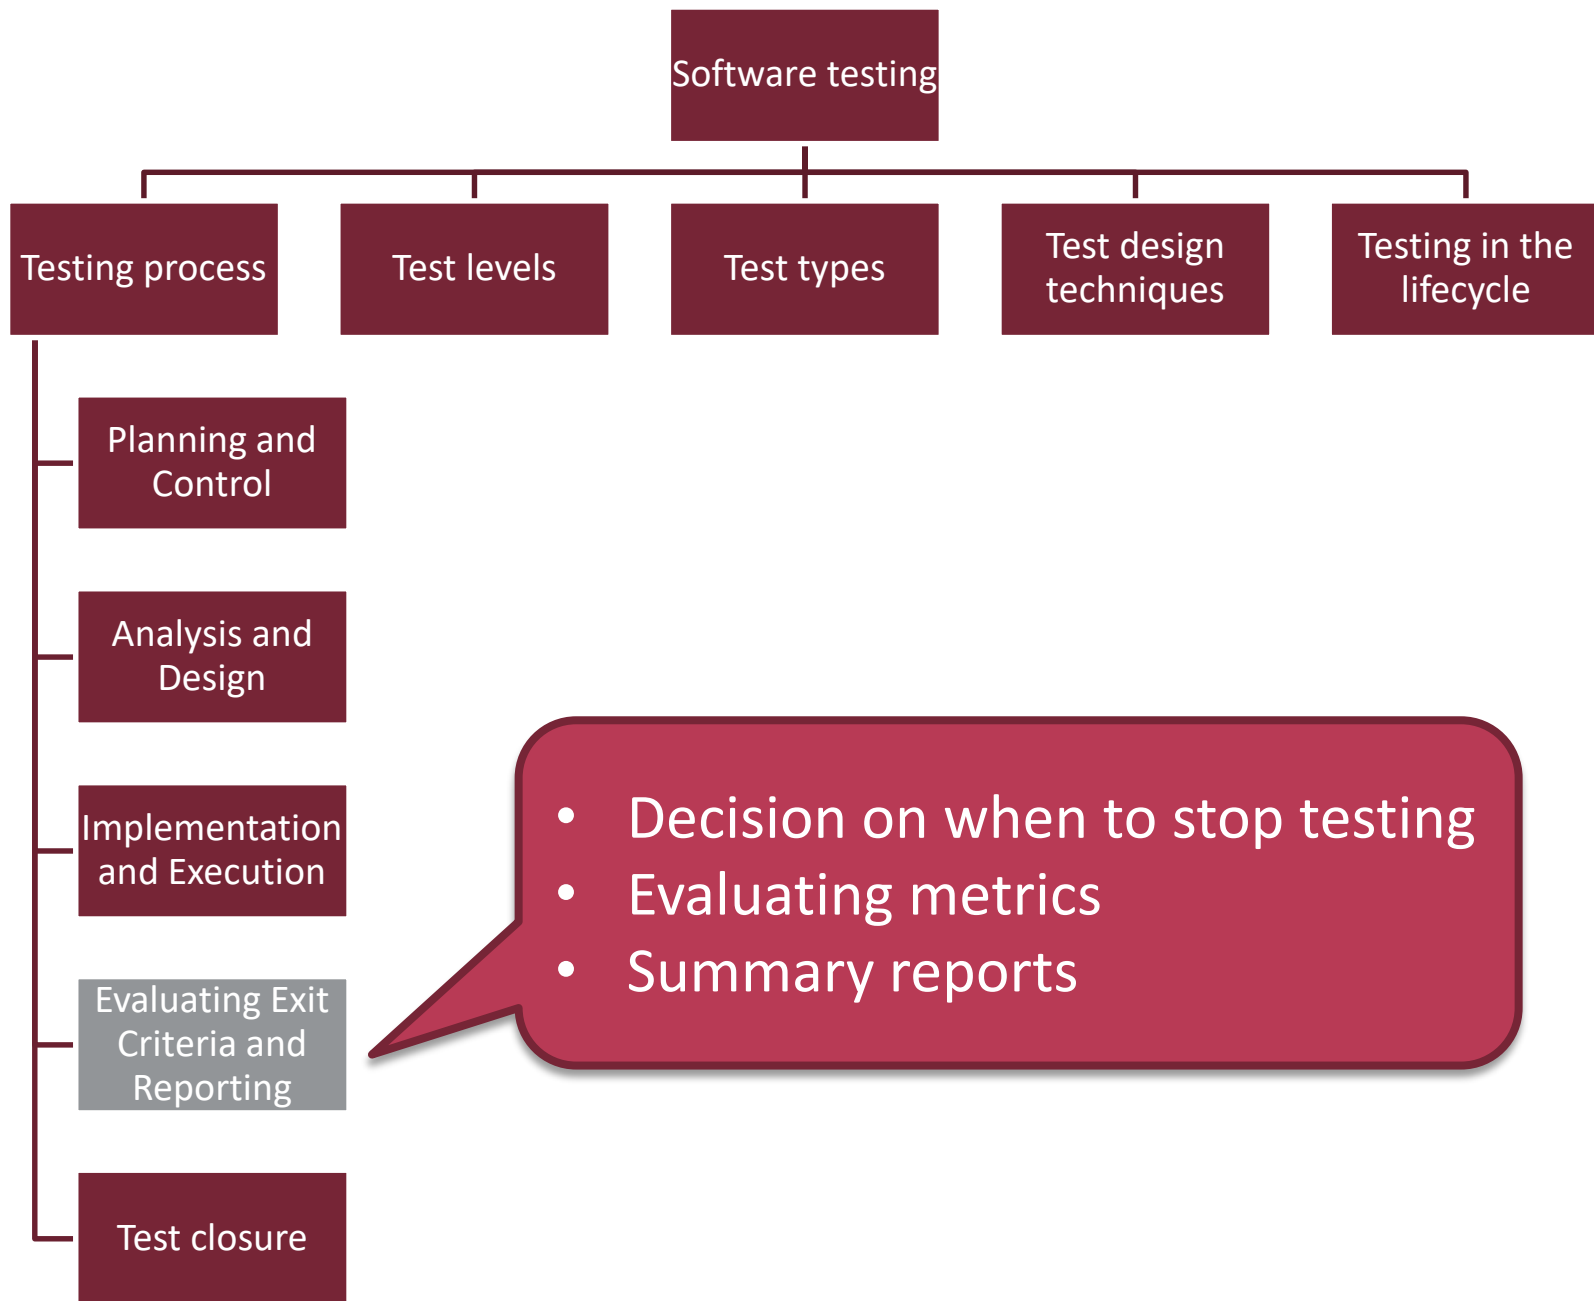 Software testing
Testing process
Test levels
Test types
Test design
techniques
Testing in the
lifecycle
Planning and
Control
Analysis and
Design
Implementation
and Execution
Evaluating Exit
Criteria and
Reporting
• Decision on when to stop testing
• Evaluating metrics
• Summary reports
Test closure